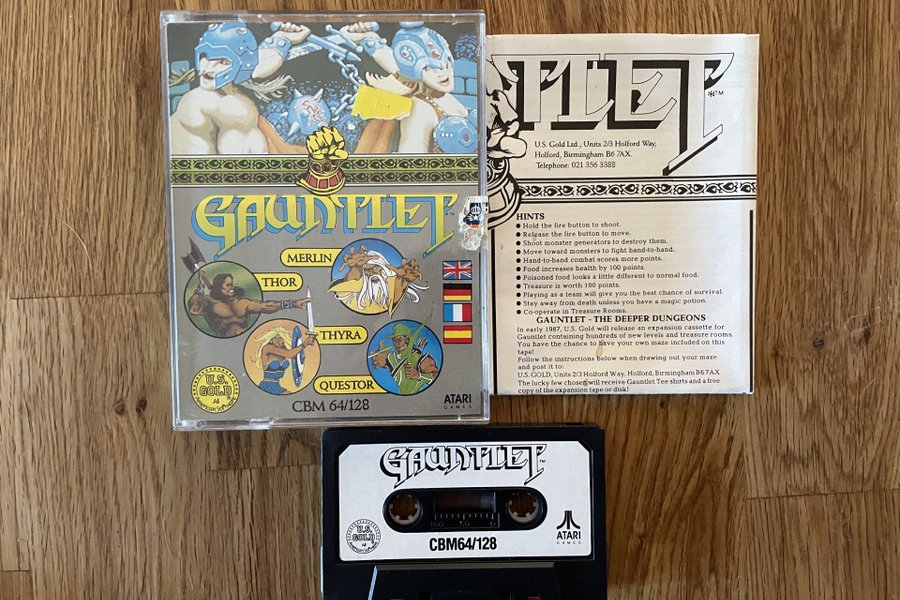 GAUNTLET
MERLIN
THOR
THYRA
QUESTOR
U.S. GOLD
All American Software
CBM 64/128
ATARI
GAMES
TLET
*TM
U.S. Gold Ltd., Units 2/3 Holford Way,
Holford, Birmingham B6 7AX.
Telephone: 021 356 3388
HINTS
● Hold the fire button to shoot.
● Release the fire button to move.
● Shoot monster generators to destroy them.
● Move toward monsters to fight hand-to-hand.
● Hand-to-hand combat scores more points.
● Food increases health by 100 points.
● Poisoned food looks a little different to normal food.
● Treasure is worth 100 points.
● Playing as a team will give you the best chance of survival.
● Stay away from death unless you have a magic potion.
● Co-operate in Treasure Rooms.
GAUNTLET - THE DEEPER DUNGEONS
In early 1987, U.S. Gold will release an expansion cassette for
Gauntlet containing hundreds of new levels and treasure rooms.
You have the chance to have your own maze included on this
tape!
Follow the instructions below when drawing out your maze
and post it to:
U.S. GOLD, Units 2/3 Holford Way, Holford, Birmingham B6 7AX
The lucky few chosen will receive Gauntlet Tee shirts and a free
copy of the expansion tape or disk!
GAUNTLET™
100 50
U.S. GOLD
CBM64/128
ATARI
GAMES